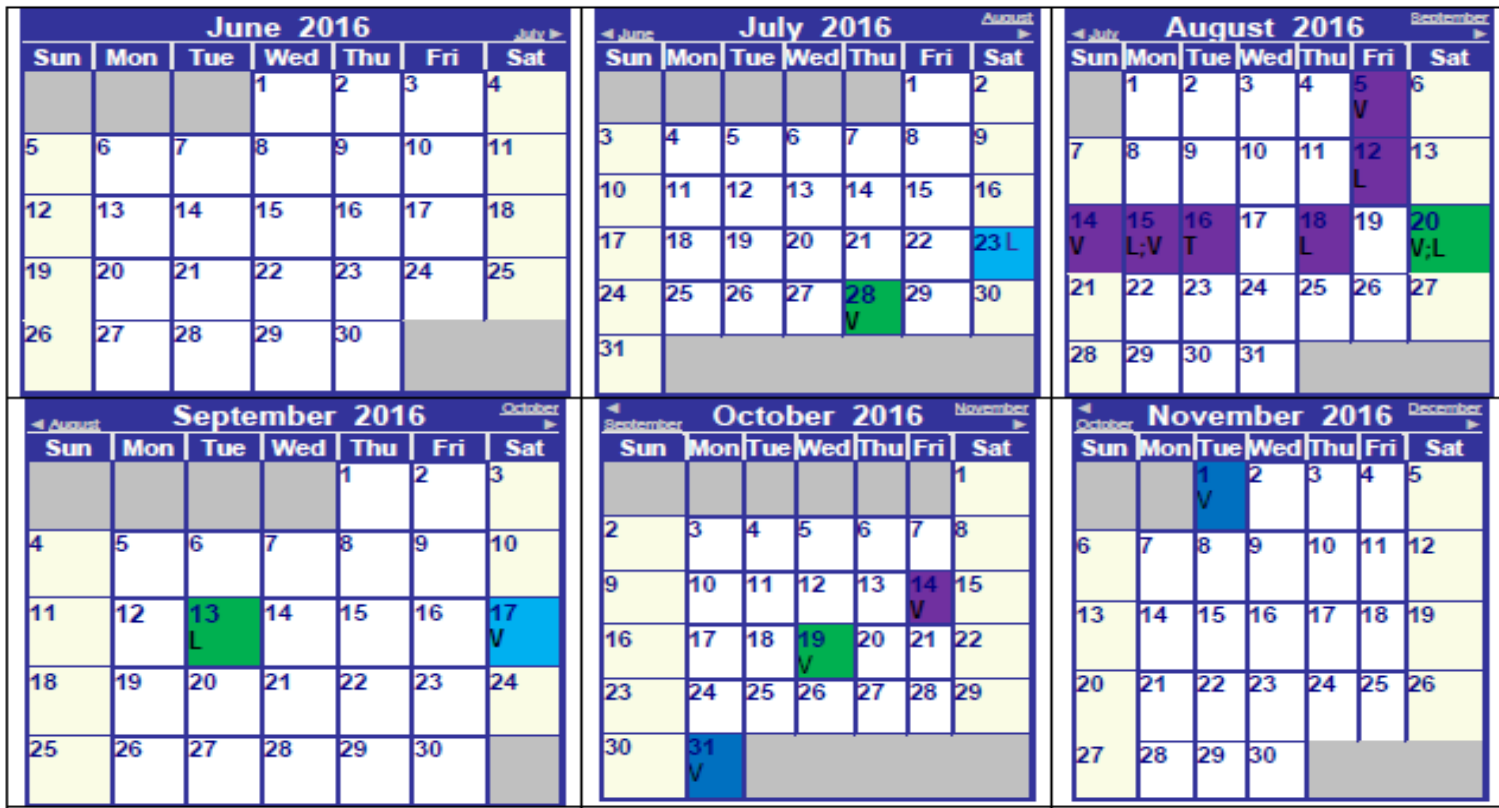 June 2016
July ►
Sun Mon Tue Wed Thu Fri Sat
1 2 3 4
5 6 7 8 9 10 11
12 13 14 15 16 17 18
19 20 21 22 23 24 25
26 27 28 29 30
◄ June July 2016 August ►
Sun Mon Tue Wed Thu Fri Sat
1 2
3 4 5 6 7 8 9
10 11 12 13 14 15 16
17 18 19 20 21 22 23 L
24 25 26 27 28 29 30
V
31
◄ July August 2016 September ►
Sun Mon Tue Wed Thu Fri Sat
1 2 3 4 5 6
V
7 8 9 10 11 12 13
L
14 15 16 17 18 19 20
V L;V T L V;L
21 22 23 24 25 26 27
28 29 30 31
◄ August September 2016 October ►
Sun Mon Tue Wed Thu Fri Sat
1 2 3
4 5 6 7 8 9 10
11 12 13 14 15 16 17
L V
18 19 20 21 22 23 24
25 26 27 28 29 30
◄ September October 2016 November ►
Sun Mon Tue Wed Thu Fri Sat
1
2 3 4 5 6 7 8
9 10 11 12 13 14 15
V
16 17 18 19 20 21 22
V
23 24 25 26 27 28 29
30 31
V
◄ October November 2016 December ►
Sun Mon Tue Wed Thu Fri Sat
1 2 3 4 5
V
6 7 8 9 10 11 12
13 14 15 16 17 18 19
20 21 22 23 24 25 26
27 28 29 30